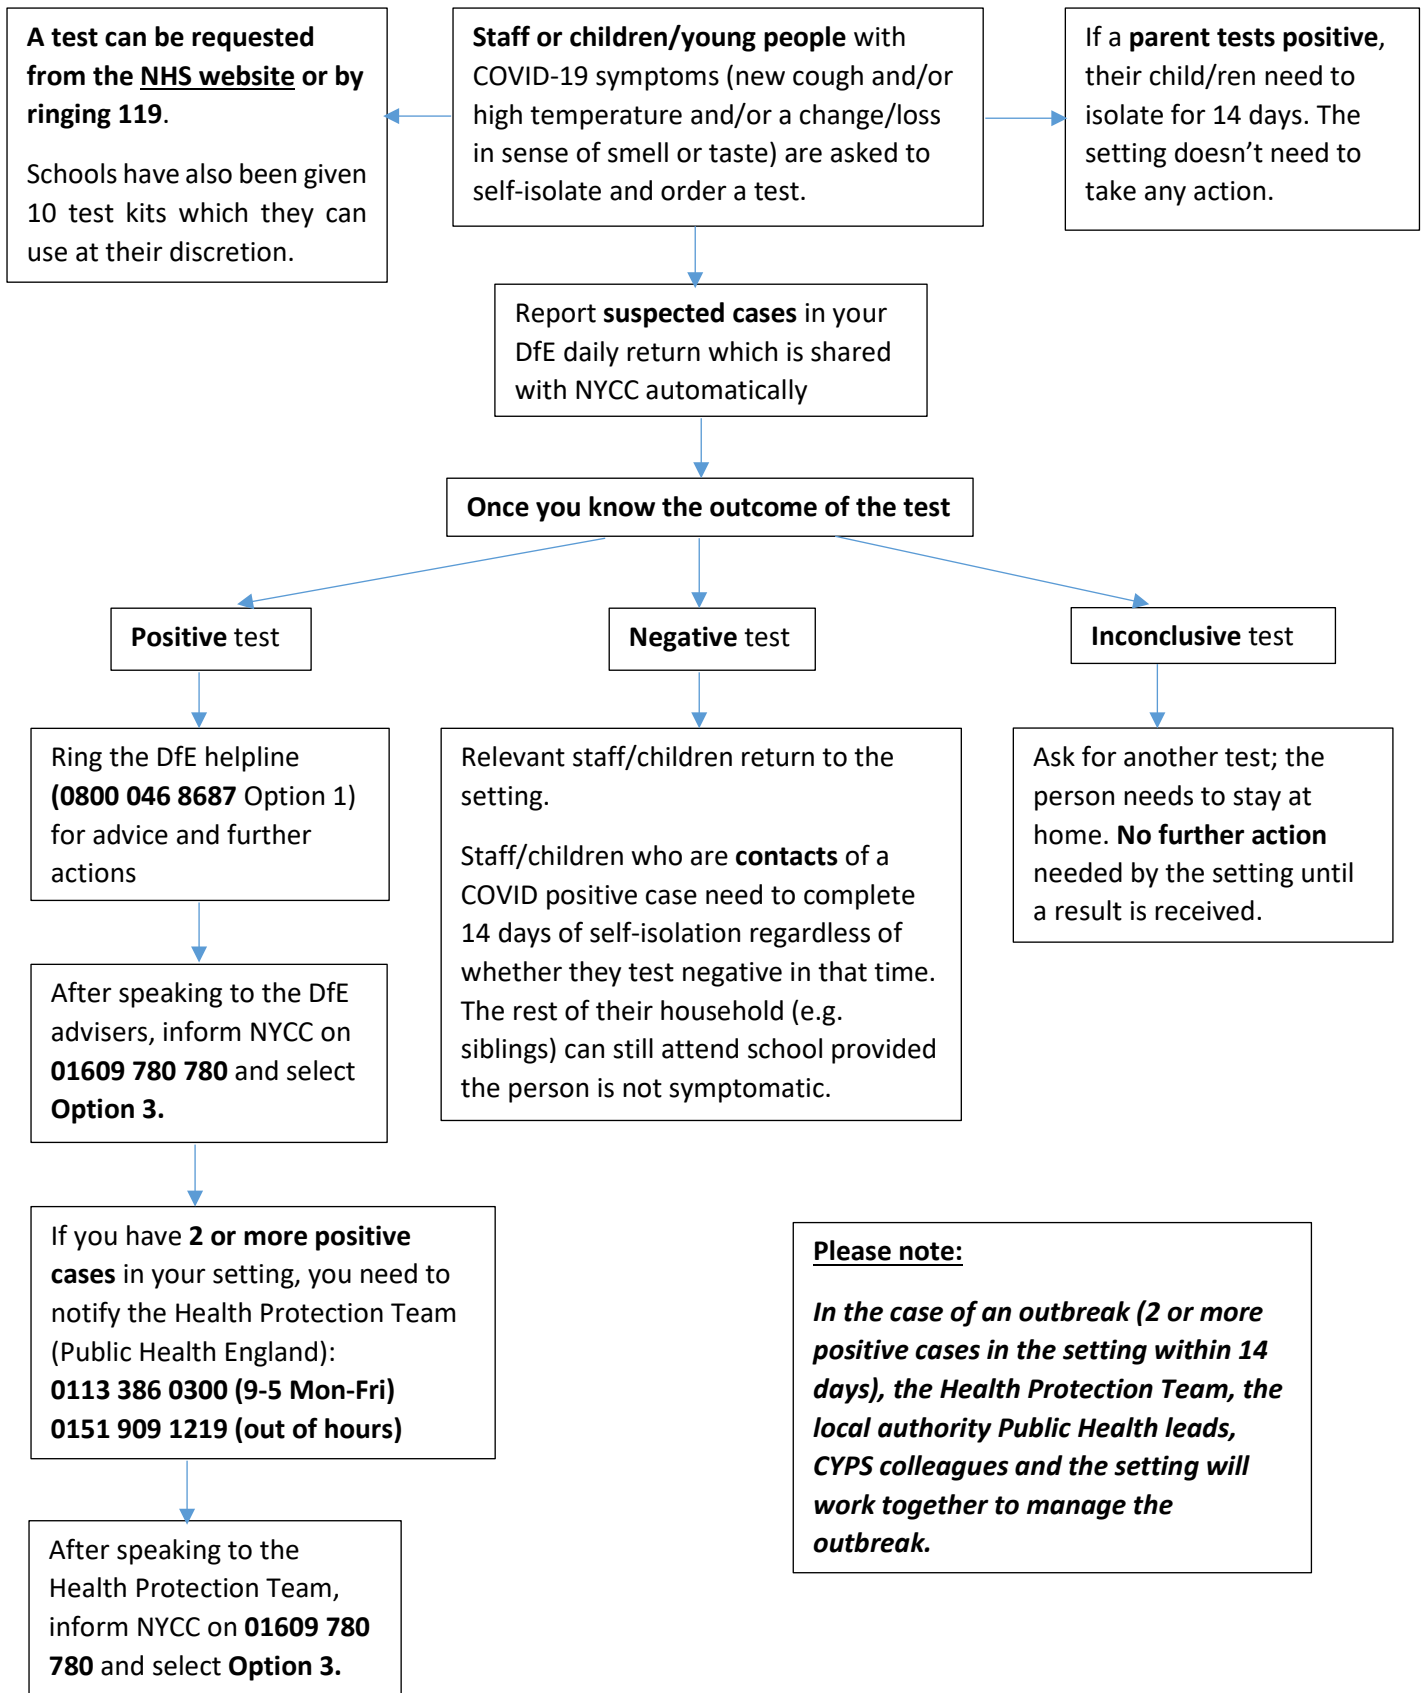 A test can be requested
from the NHS website or by
ringing 119.
Schools have also been given
10 test kits which they can
use at their discretion.
Staff or children/young people with
COVID-19 symptoms (new cough and/or
high temperature and/or a change/loss
in sense of smell or taste) are asked to
self-isolate and order a test.
If a parent tests positive,
their child/ren need to
isolate for 14 days. The
setting doesn’t need to
take any action.
Report suspected cases in your
DfE daily return which is shared
with NYCC automatically
Once you know the outcome of the test
Positive test
Negative test
Inconclusive test
Ring the DfE helpline
(0800 046 8687 Option 1)
for advice and further
actions
Relevant staff/children return to the
setting.
Staff/children who are contacts of a
COVID positive case need to complete
14 days of self-isolation regardless of
whether they test negative in that time.
The rest of their household (e.g.
siblings) can still attend school provided
the person is not symptomatic.
Ask for another test; the
person needs to stay at
home. No further action
needed by the setting until
a result is received.
After speaking to the DfE
advisers, inform NYCC on
01609 780 780 and select
Option 3.
If you have 2 or more positive
cases in your setting, you need to
notify the Health Protection Team
(Public Health England):
0113 386 0300 (9-5 Mon-Fri)
0151 909 1219 (out of hours)
Please note:
In the case of an outbreak (2 or more
positive cases in the setting within 14
days), the Health Protection Team, the
local authority Public Health leads,
CYPS colleagues and the setting will
work together to manage the
outbreak.
After speaking to the
Health Protection Team,
inform NYCC on 01609 780
780 and select Option 3.